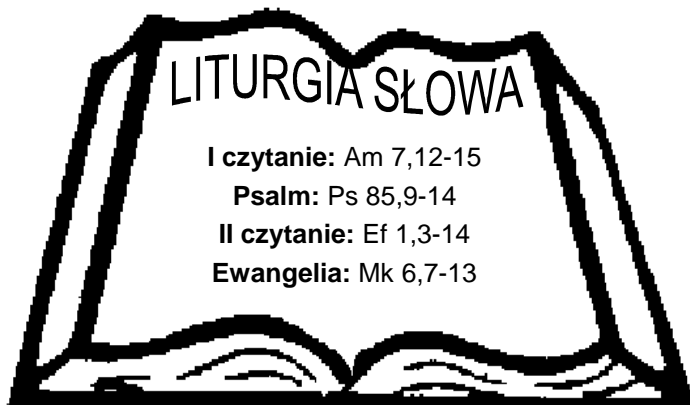 LITURGIA SŁOWA
I czytanie: Am 7,12-15
Psalm: Ps 85,9-14
II czytanie: Ef 1,3-14
Ewangelia: Mk 6,7-13